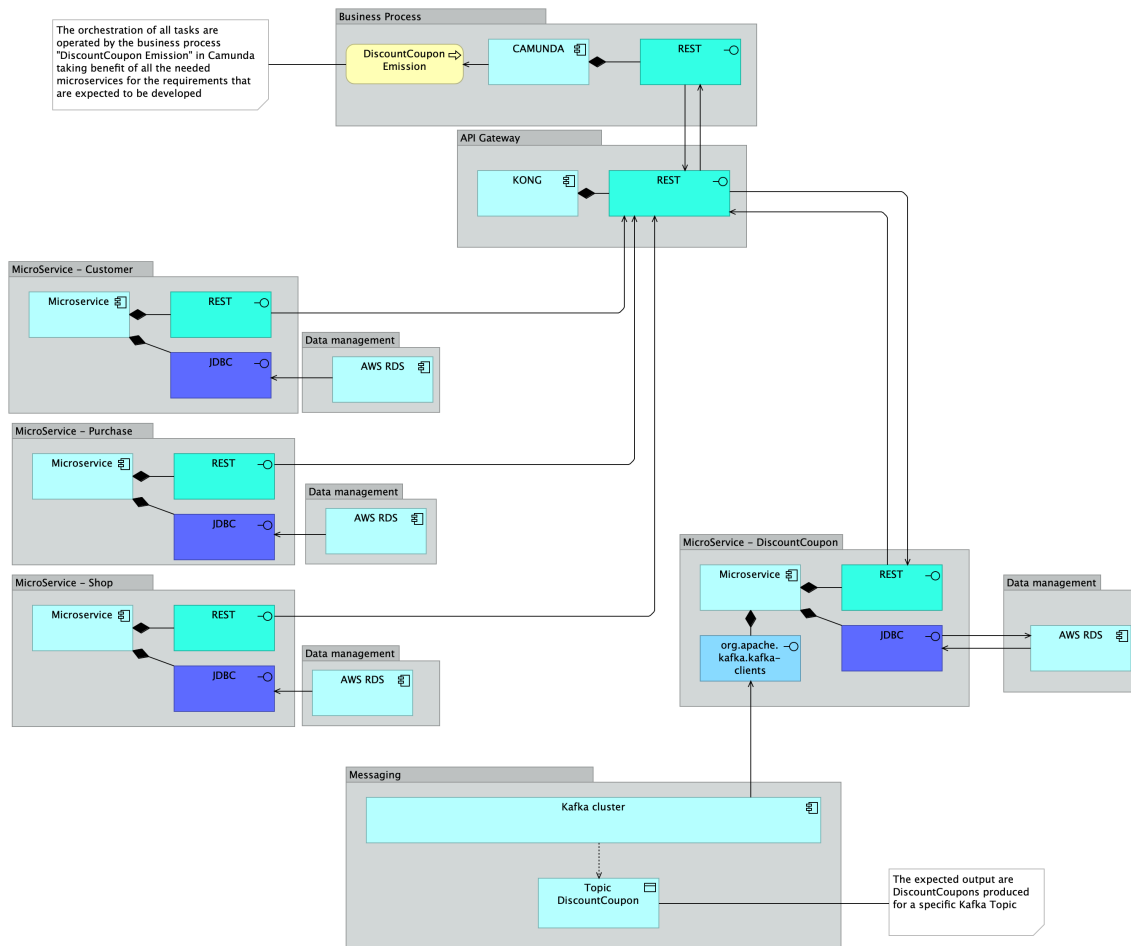 Business Process
The orchestration of all tasks are
operated by the business process
"DiscountCoupon Emission" in Camunda
taking benefit of all the needed
microservices for the requirements that
are expected to be developed
DiscountCoupon
Emission
CAMUNDA
REST
API Gateway
KONG
REST
MicroService - Customer
Microservice
REST
JDBC
Data management
AWS RDS
MicroService - Purchase
Microservice
REST
JDBC
Data management
AWS RDS
MicroService - Shop
Microservice
REST
JDBC
Data management
AWS RDS
MicroService - DiscountCoupon
Microservice
REST
JDBC
org.apache.
kafka.kafka-
clients
Data management
AWS RDS
Messaging
Kafka cluster
Topic
DiscountCoupon
The expected output are
DiscountCoupons produced
for a specific Kafka Topic